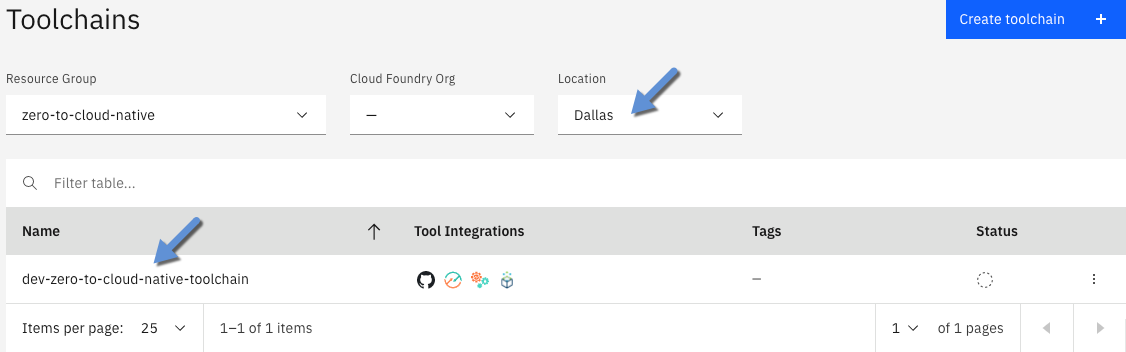 Toolchains
Create toolchain +
Resource Group
Cloud Foundry Org
Location
zero-to-cloud-native
—
Dallas
Filter table...
Name
Tool Integrations
Tags
Status
dev-zero-to-cloud-native-toolchain
—
Items per page: 25
1–1 of 1 items
1
of 1 pages